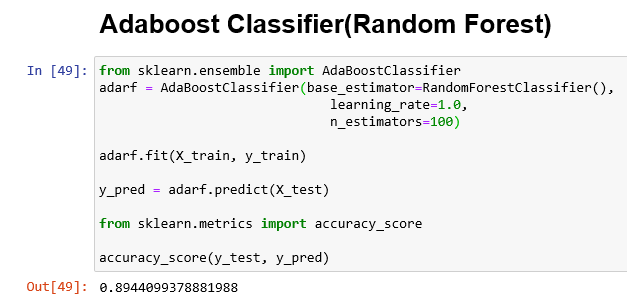 Adaboost Classifier(Random Forest)
In [49]: from sklearn.ensemble import AdaBoostClassifier
adarf = AdaBoostClassifier(base_estimator=RandomForestClassifier(),
learning_rate=1.0,
n_estimators=100)
adarf.fit(X_train, y_train)
y_pred = adarf.predict(X_test)
from sklearn.metrics import accuracy_score
accuracy_score(y_test, y_pred)
Out[49]: 0.8944099378881988